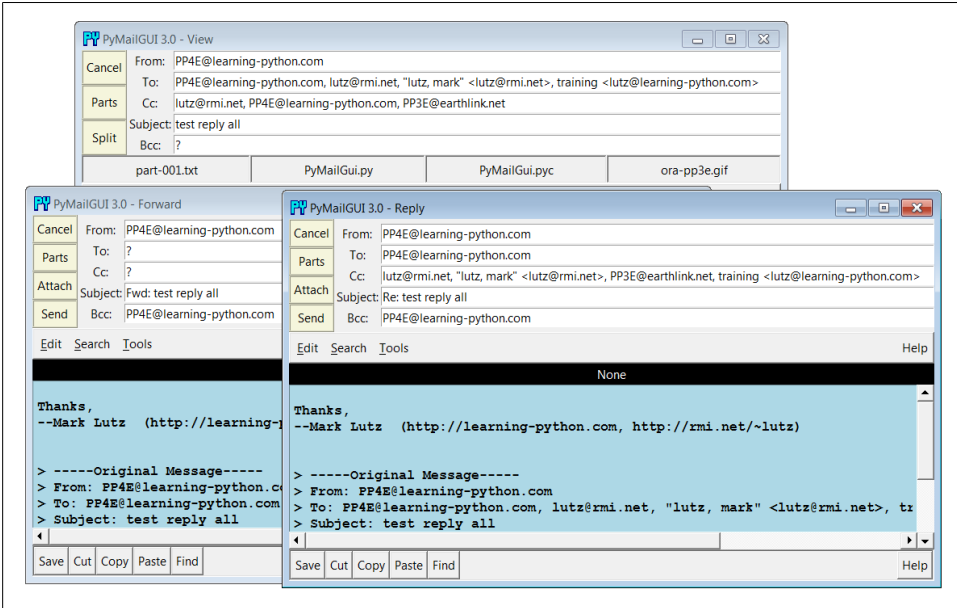 PyMailGUI 3.0 - View
Cancel From: PP4E@learning-python.com
To: PP4E@learning-python.com, lutz@rmi.net, "lutz, mark" <lutz@rmi.net>, training <lutz@learning-python.com>
Parts Cc: lutz@rmi.net, PP4E@learning-python.com, PP3E@earthlink.net
Subject: test reply all
Split Bcc: ?
part-001.txt PyMailGui.py PyMailGui.pyc ora-pp3e.gif
PyMailGUI 3.0 - Forward
Cancel From: PP4E@learning-python.com
Parts To: ?
Cc: ?
Attach Subject: Fwd: test reply all
Send Bcc: PP4E@learning-python.com
Edit Search Tools
Thanks,
--Mark Lutz (http://learning-
> -----Original Message-----
> From: PP4E@learning-python.c
> To: PP4E@learning-python.com
> Subject: test reply all
Save Cut Copy Paste Find
PyMailGUI 3.0 - Reply
Cancel From: PP4E@learning-python.com
Parts To: PP4E@learning-python.com
Cc: lutz@rmi.net, "lutz, mark" <lutz@rmi.net>, PP3E@earthlink.net, training <lutz@learning-python.com>
Attach Subject: Re: test reply all
Send Bcc: PP4E@learning-python.com
Edit Search Tools Help
None
Thanks,
--Mark Lutz (http://learning-python.com, http://rmi.net/~lutz)
> -----Original Message-----
> From: PP4E@learning-python.com
> To: PP4E@learning-python.com, lutz@rmi.net, "lutz, mark" <lutz@rmi.net>, tr
> Subject: test reply all
Save Cut Copy Paste Find Help